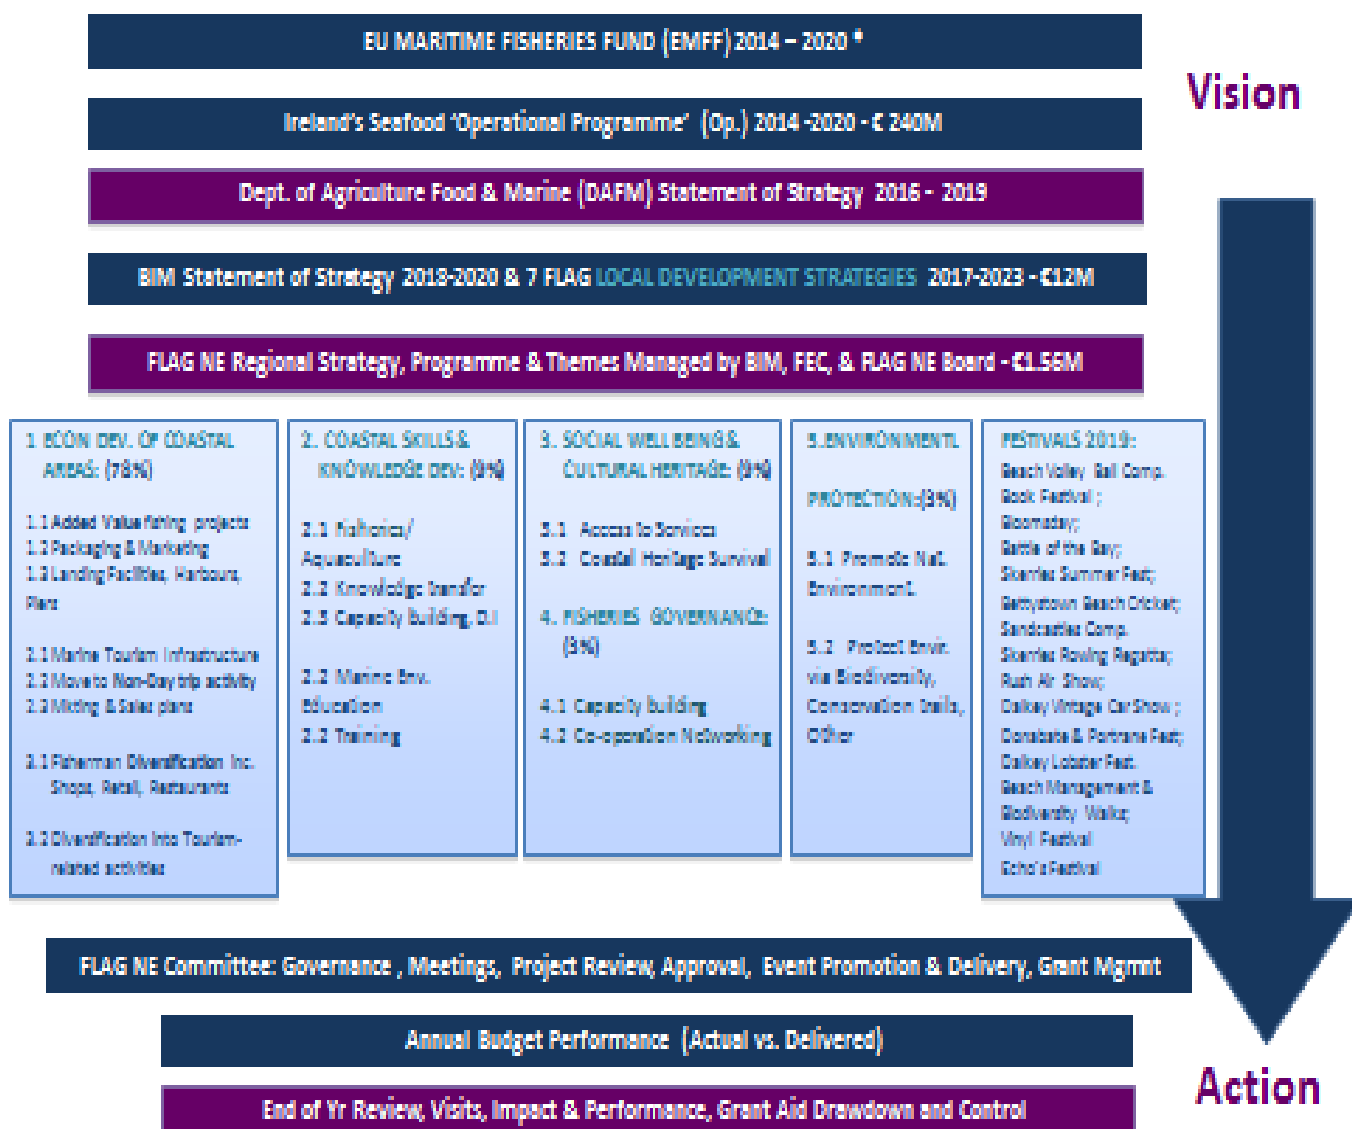 EU MARITIME FISHERIES FUND (EMFF) 2014 – 2020 *
Vision
Ireland's Seafood 'Operational Programme' (Op.) 2014 -2020 - € 240M
Dept. of Agriculture Food & Marine (DAFM) Statement of Strategy 2016 - 2019
BIM Statement of Strategy 2018-2020 & 7 FLAG LOCAL DEVELOPMENT STRATEGIES 2017-2023 - €12M
FLAG NE Regional Strategy, Programme & Themes Managed by BIM, FEC, & FLAG NE Board - €1.56M
1 ECON DEV. OF COASTAL
AREAS: (78%)
1.1 Added Value fishing projects
1.2 Packaging & Marketing
1.3 Landing Facilities, Harbours,
Piers
2.1 Marine Tourism Infrastructure
2.2 Move to Non-Day trip activity
2.3 Mkting & Sales plans
3.1 Fisherman Diversification Inc.
Shops, Retail, Restaurants
3.2 Diversification into Tourism-
related activities
2. COASTAL SKILLS &
KNOWLEDGE DEV: (9%)
2.1 Fisheries/
Aquaculture
2.2 Knowledge transfer
2.3 Capacity building, D.I
2.2 Marine Env.
Education
2.2 Training
3. SOCIAL WELL BEING &
CULTURAL HERITAGE: (9%)
3.1 Access to Services
3.2 Coastal Heritage Survival
4. FISHERIES GOVERNANCE:
(3%)
4.1 Capacity building
4.2 Co-operation Networking
5.ENVIRONMENTL
PROTECTION:(3%)
5.1 Promote Nat.
Environment.
5.2 Protect Envir.
via Biodiversity,
Conservation trails,
Other
FESTIVALS 2019:
Beach Volley Ball Comp.
Book Festival ;
Bloomsday;
Battle of the Bay;
Skerries Summer Fest;
Bettystown Beach Cricket;
Sandcastles Comp.
Skerries Rowing Regatta;
Rush Air Show;
Dalkey Vintage Car Show ;
Donabate & Portrane Fest;
Dalkey Lobster Fest.
Beach Management &
Biodiversity Walks;
Vinyl Festival
Echo's Festival
FLAG NE Committee: Governance , Meetings, Project Review, Approval, Event Promotion & Delivery, Grant Mgmnt
Annual Budget Performance (Actual vs. Delivered)
Action
End of Yr Review, Visits, Impact & Performance, Grant Aid Drawdown and Control